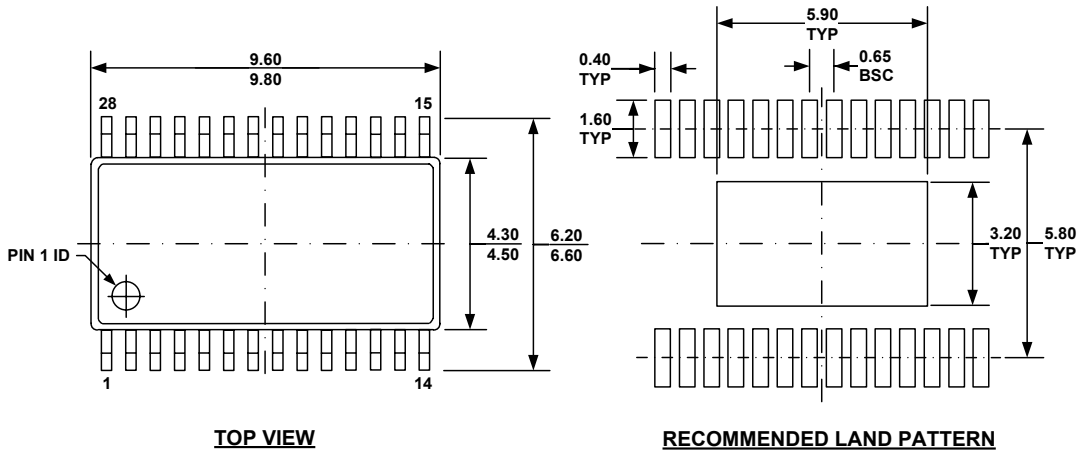 9.60
9.80
28
15
4.30
4.50
6.20
6.60
PIN 1 ID
1
14
TOP VIEW
5.90
TYP
0.40
TYP
0.65
BSC
1.60
TYP
3.20
TYP
5.80
TYP
RECOMMENDED LAND PATTERN